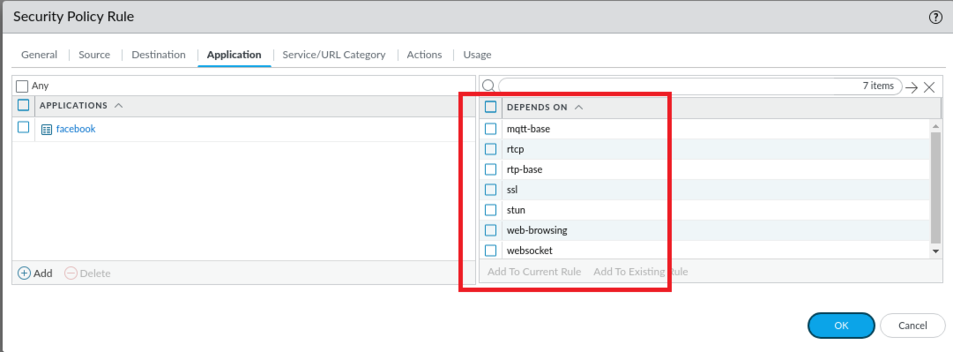 Security Policy Rule
General Source Destination Application Service/URL Category Actions Usage
Any
7 items
APPLICATIONS
DEPENDS ON
facebook
mqtt-base
rtcp
rtp-base
ssl
stun
web-browsing
websocket
Add Delete
Add To Current Rule Add To Existing Rule
OK Cancel